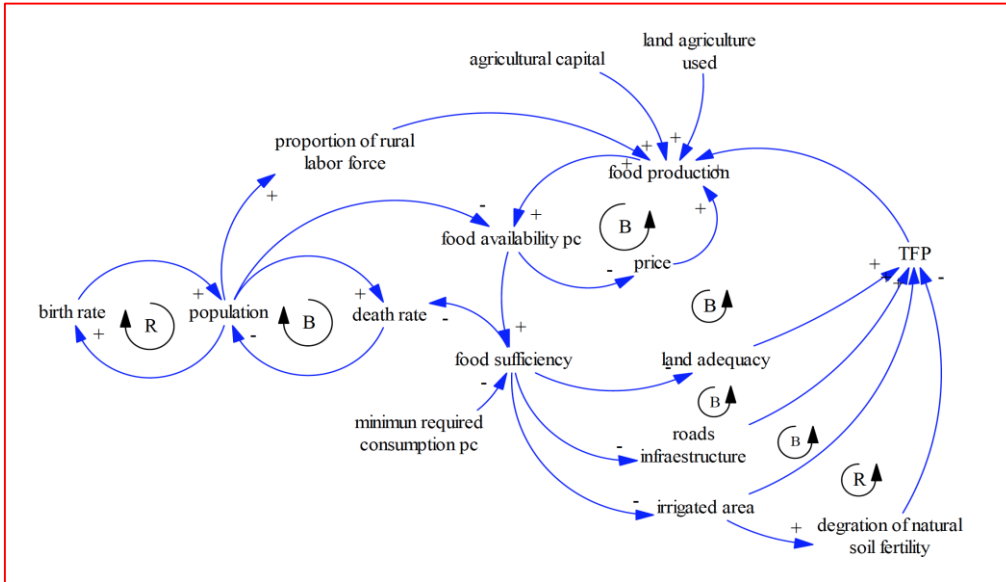 land agriculture
used
agricultural capital
proportion of rural
labor force
+
+
+
+
+
food production
+
-
+
+
food availability pc
B
-
price
TFP
-
+
+
B
birth rate
+
R
+
population
-
B
+
death rate
-
+
food sufficiency
land adequacy
-
-
minimun required
consumption pc
B
roads
infraestructure
-
B
R
-
irrigated area
+
degration of natural
soil fertility